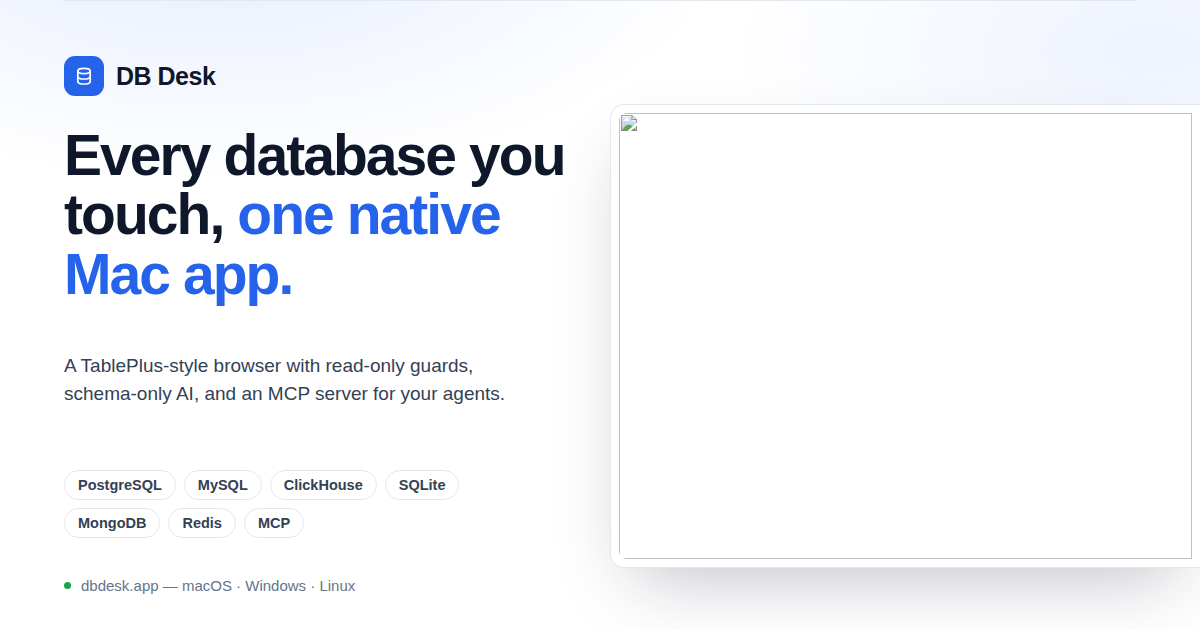 DB Desk
Every database you
touch, one native
Mac app.
A TablePlus-style browser with read-only guards,
schema-only AI, and an MCP server for your agents.
PostgreSQL MySQL ClickHouse SQLite
MongoDB Redis MCP
dbdesk.app — macOS · Windows · Linux